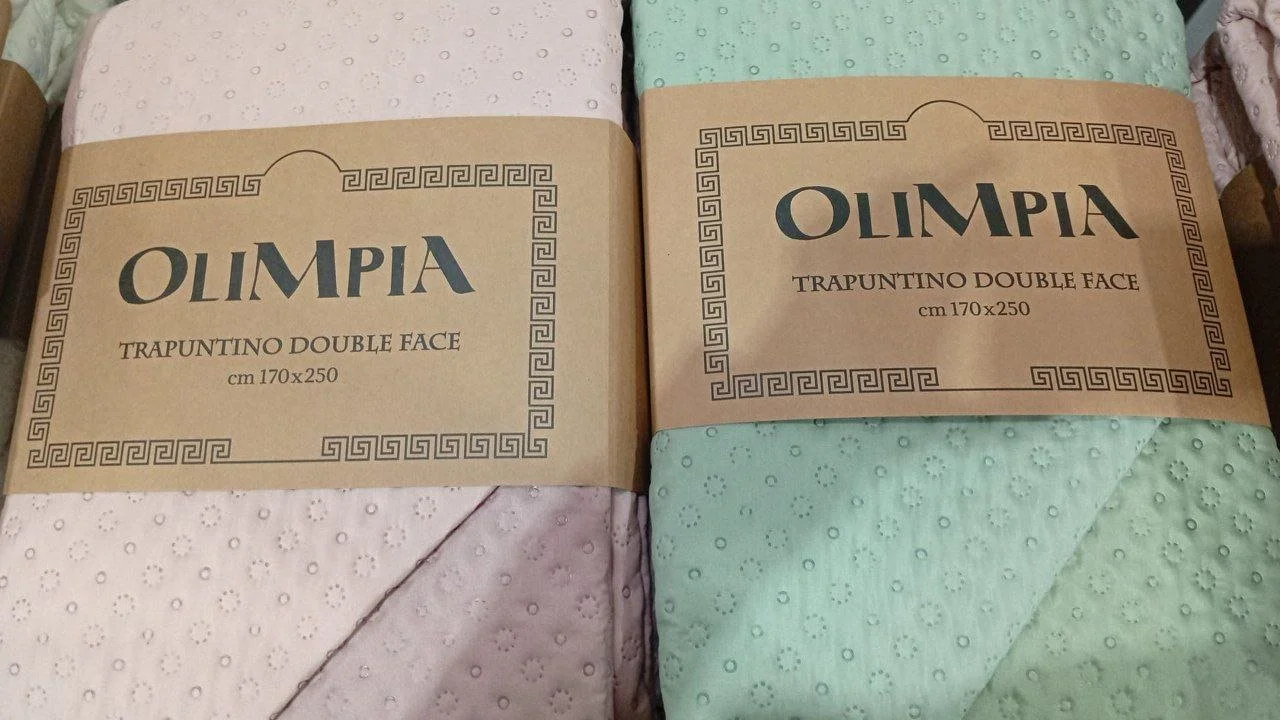 OLIMPIA
TRAPUNTINO DOUBLE FACE
cm 170x250
OLIMPIA
TRAPUNTINO DOUBLE FACE
cm 170x250